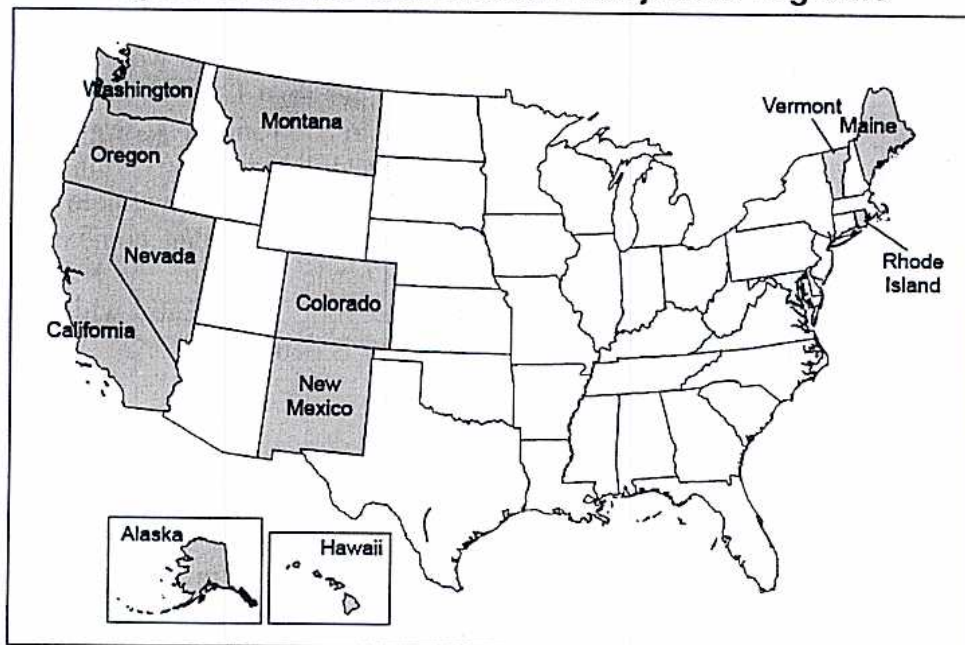 Washington
Montana
Oregon
Vermont
Maine
Nevada
Rhode
Island
Colorado
California
New
Mexico
Alaska
Hawaii